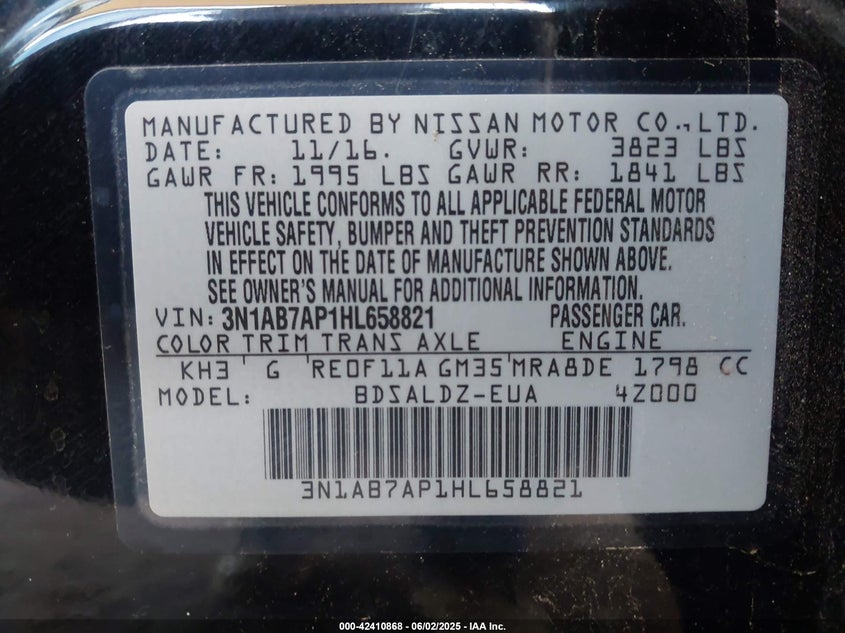 MANUFACTURED BY NISSAN MOTOR CO., LTD.
DATE: 11/16. GVWR: 3823 LBS
GAWR FR: 1995 LBS GAWR RR: 1841 LBS
THIS VEHICLE CONFORMS TO ALL APPLICABLE FEDERAL MOTOR
VEHICLE SAFETY, BUMPER AND THEFT PREVENTION STANDARDS
IN EFFECT ON THE DATE OF MANUFACTURE SHOWN ABOVE.
SEE OWNER'S MANUAL FOR ADDITIONAL INFORMATION.
VIN: 3N1AB7AP1HL658821 PASSENGER CAR.
COLOR TRIM TRANS AXLE ENGINE
KH3 G RE0F11A GM35 MRA8DE 1798 CC
MODEL: BDSALDZ-EUA 4Z000
3N1AB7AP1HL658821
000-42410868 - 06/02/2025 - IAA Inc.